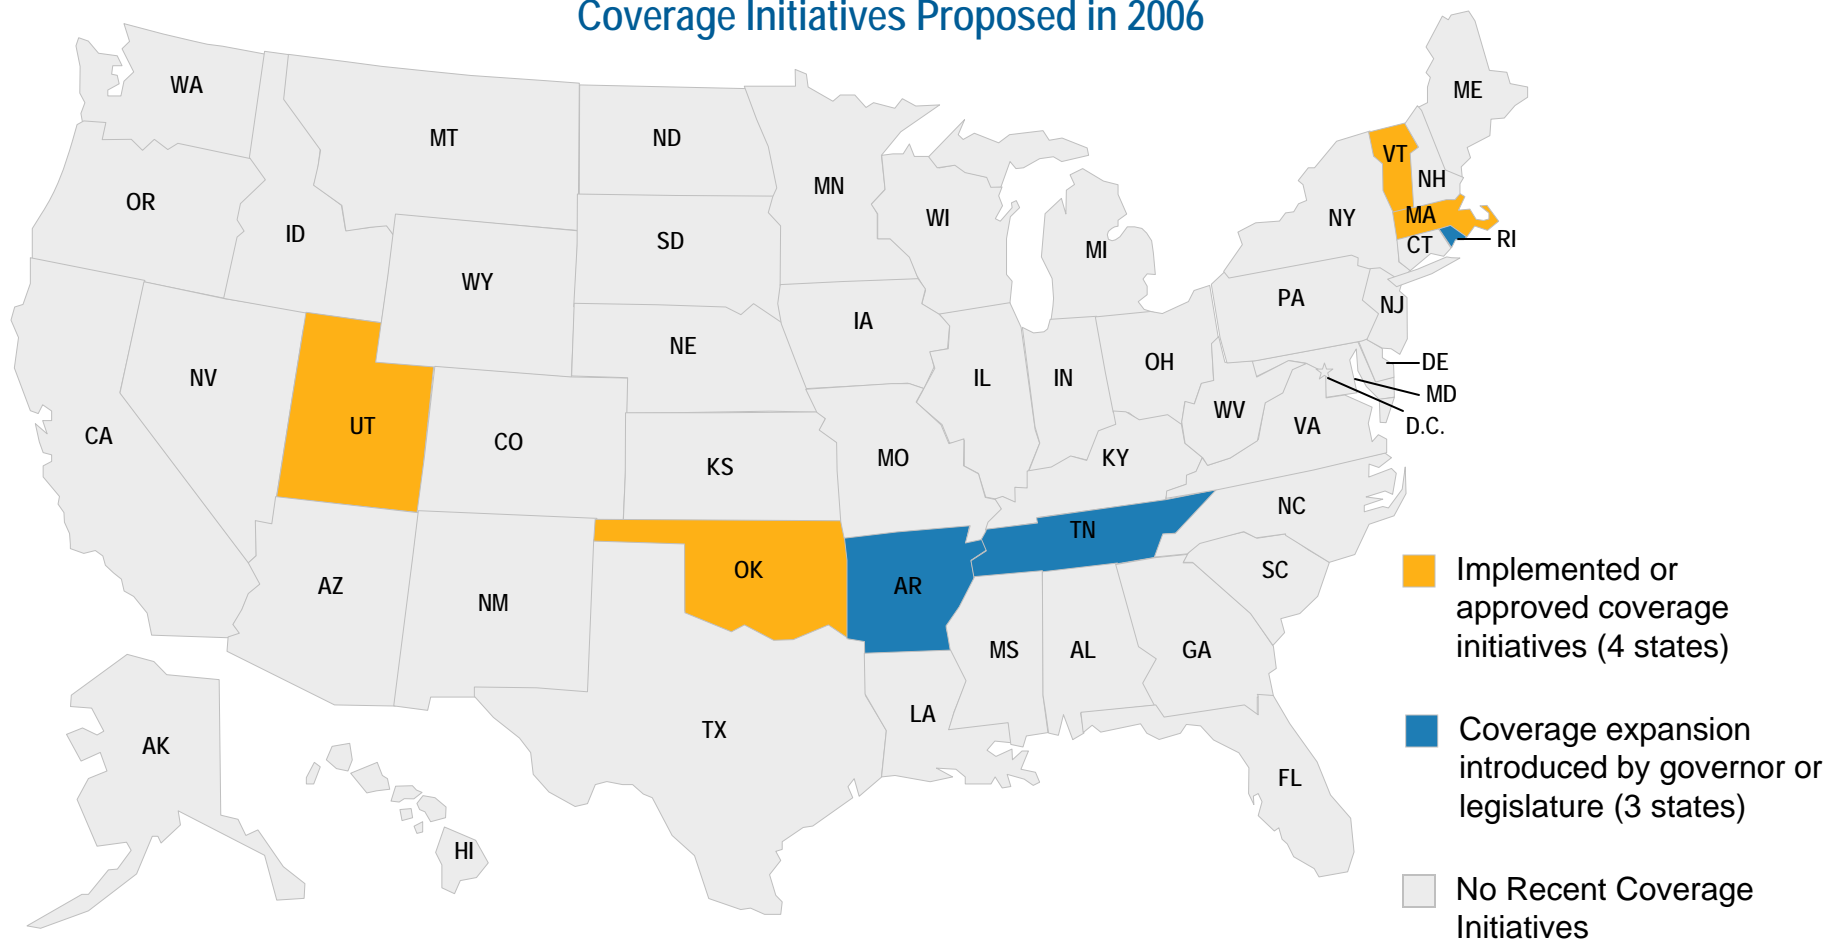 Coverage Initiatives Proposed in 2006
WA
MT
ND
MN
ME
VT
NH
OR
ID
SD
WI
MI
NY
MA
CT
RI
WY
IA
NE
PA
NJ
NV
UT
CO
IL
IN
OH
DE
MD
D.C.
WV
VA
CA
KS
MO
KY
NC
TN
AZ
NM
OK
AR
SC
MS
AL
GA
TX
LA
FL
AK
HI
Implemented or
approved coverage
initiatives (4 states)
Coverage expansion
introduced by governor or
legislature (3 states)
No Recent Coverage
Initiatives